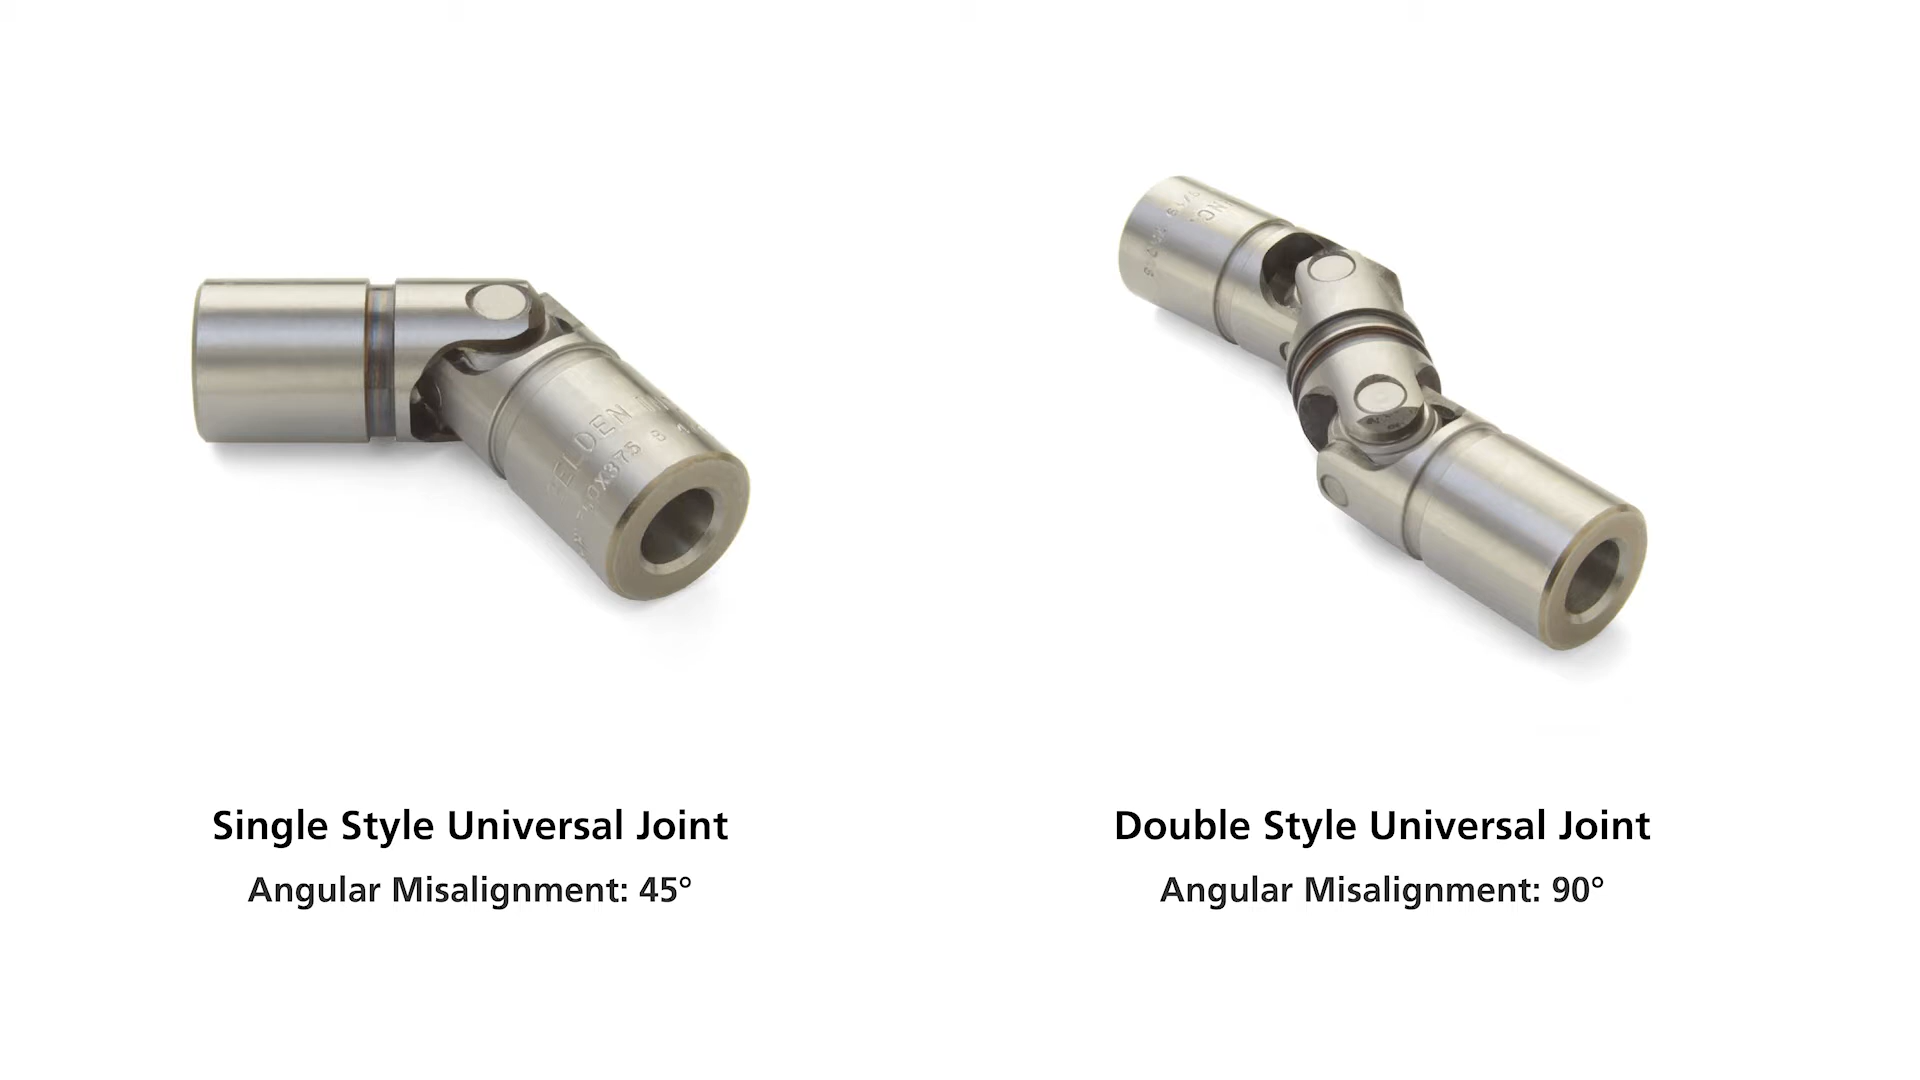 Single Style Universal Joint
Angular Misalignment: 45°
Double Style Universal Joint
Angular Misalignment: 90°